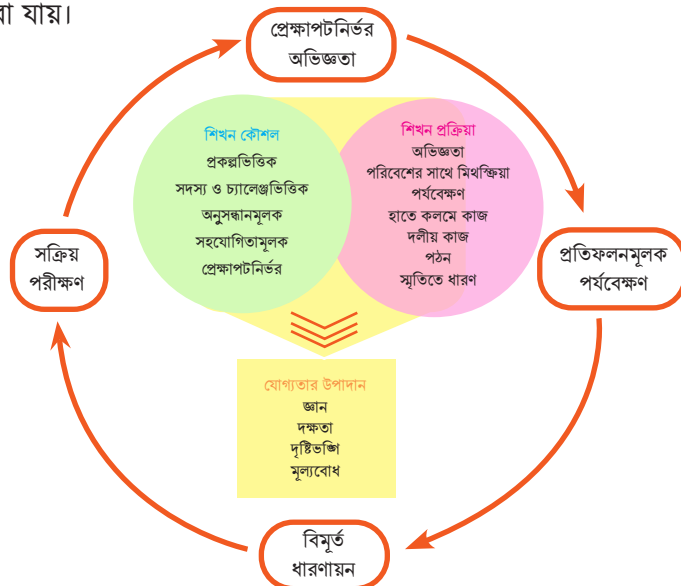 রা যায়।
প্রেক্ষাপটনির্ভর
অভিজ্ঞতা
শিখন কৌশল
প্রকল্পভিত্তিক
সদস্য ও চ্যালেঞ্জভিত্তিক
অনুসন্ধানমূলক
সহযোগিতামূলক
প্রেক্ষাপটনির্ভর
শিখন প্রক্রিয়া
অভিজ্ঞতা
পরিবেশের সাথে মিথস্ক্রিয়া
পর্যবেক্ষণ
হাতে কলমে কাজ
দলীয় কাজ
পঠন
স্মৃতিতে ধারণ
সক্রিয়
পরীক্ষণ
প্রতিফলনমূলক
পর্যবেক্ষণ
যোগ্যতার উপাদান
জ্ঞান
দক্ষতা
দৃষ্টিভঙ্গি
মূল্যবোধ
বিমূর্ত
ধারণায়ন